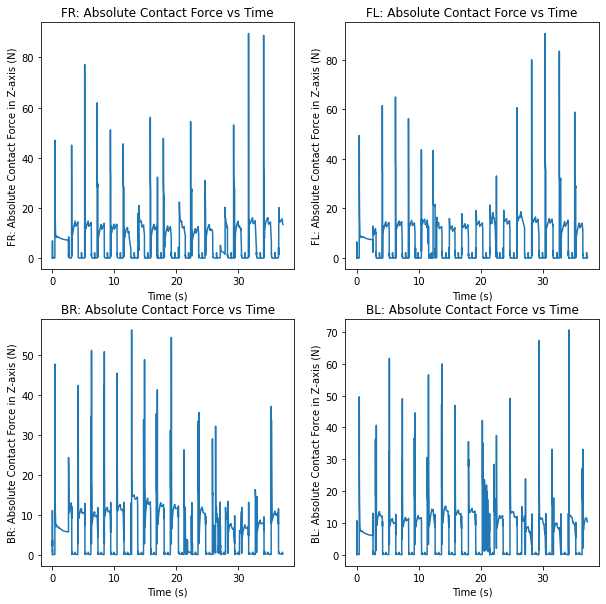 FR: Absolute Contact Force vs Time
FR: Absolute Contact Force in Z-axis (N)
80
60
40
20
0
0 10 20 30
Time (s)
FL: Absolute Contact Force vs Time
FL: Absolute Contact Force in Z-axis (N)
80
60
40
20
0
0 10 20 30
Time (s)
BR: Absolute Contact Force vs Time
BR: Absolute Contact Force in Z-axis (N)
50
40
30
20
10
0
0 10 20 30
Time (s)
BL: Absolute Contact Force vs Time
BL: Absolute Contact Force in Z-axis (N)
70
60
50
40
30
20
10
0
0 10 20 30
Time (s)